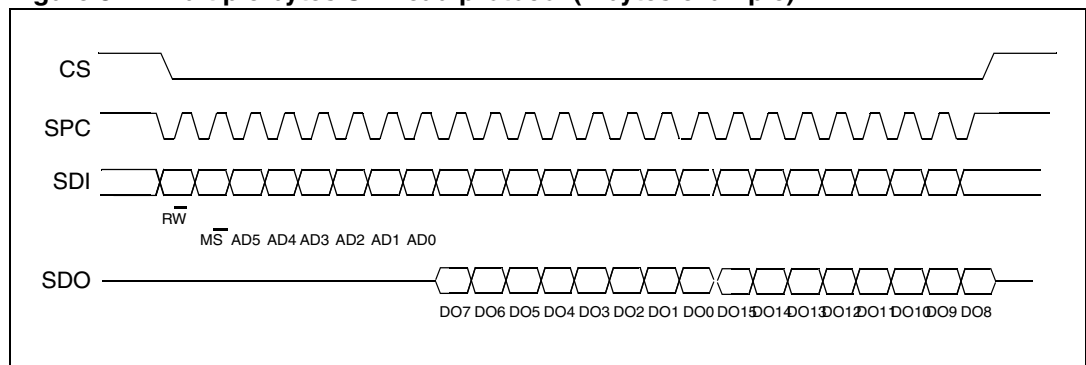 CS
SPC
SDI
RW
MS AD5 AD4 AD3 AD2 AD1 AD0
SDO
DO7 DO6 DO5 DO4 DO3 DO2 DO1 DO0 DO15 DO14 DO13 DO12 DO11 DO10 DO9 DO8